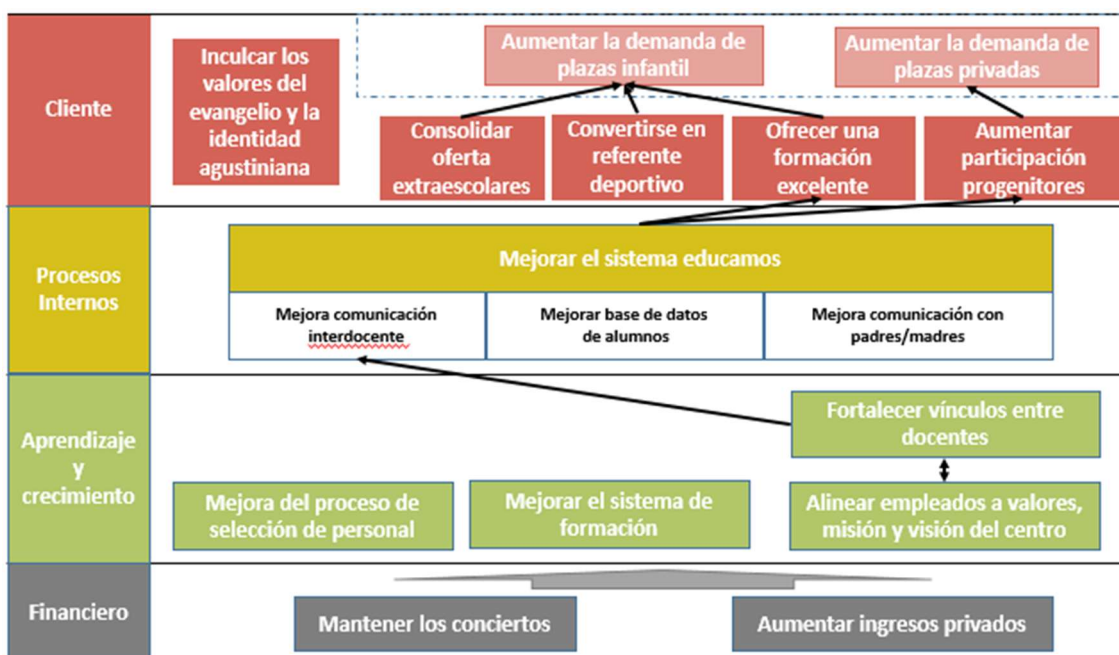 Cliente
Inculcar los
valores del
evangelio y la
identidad
agustiniana
Aumentar la demanda de
plazas infantil
Aumentar la demanda de
plazas privadas
Consolidar
oferta
extraescolares
Convertirse en
referente
deportivo
Ofrecer una
formación
excelente
Aumentar
participación
progenitores
Procesos
Internos
Mejorar el sistema educamos
Mejora comunicación
interdocente
Mejorar base de datos
de alumnos
Mejora comunicación con
padres/madres
Aprendizaje
y
crecimiento
Fortalecer vínculos entre
docentes
Mejora del proceso de
selección de personal
Mejorar el sistema de
formación
Alinear empleados a valores,
misión y visión del centro
Financiero
Mantener los conciertos
Aumentar ingresos privados